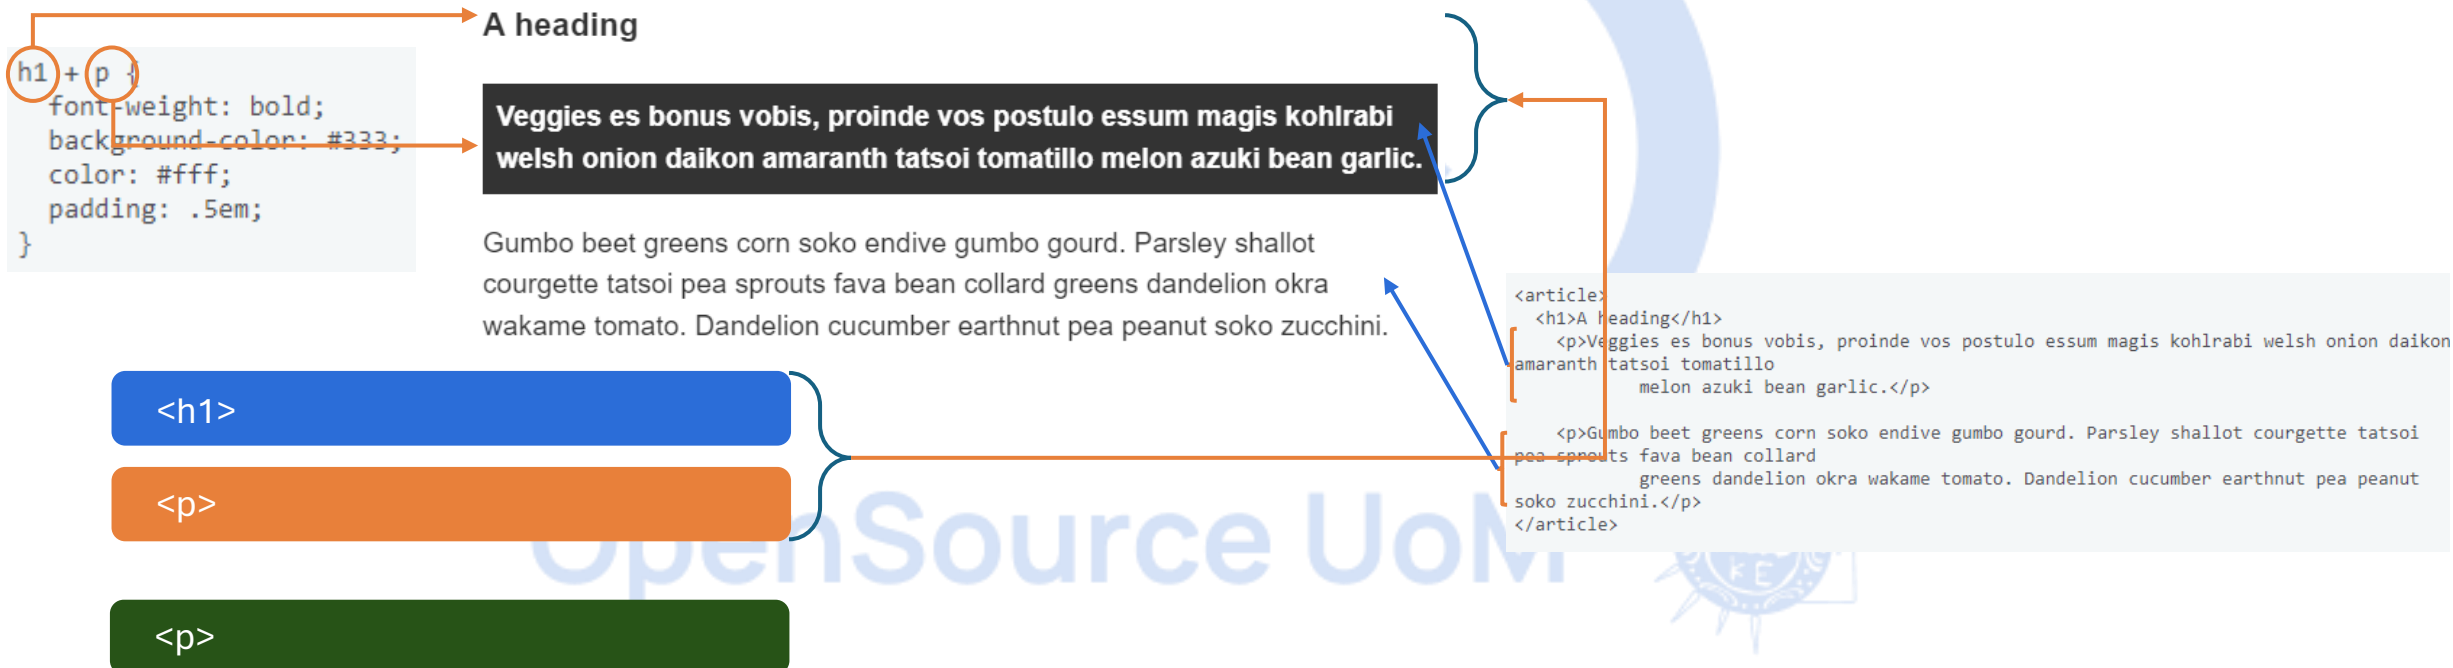 A heading
h1 + p {
font-weight: bold;
background-color: #333;
color: #fff;
padding: .5em;
}
Veggies es bonus vobis, proinde vos postulo essum magis kohlrabi
welsh onion daikon amaranth tatsoi tomatillo melon azuki bean garlic.
Gumbo beet greens corn soko endive gumbo gourd. Parsley shallot
courgette tatsoi pea sprouts fava bean collard greens dandelion okra
wakame tomato. Dandelion cucumber earthnut pea peanut soko zucchini.
<article>
<h1>A heading</h1>
<p>Veggies es bonus vobis, proinde vos postulo essum magis kohlrabi welsh onion daikon
amaranth tatsoi tomatillo
melon azuki bean garlic.</p>
<p>Gumbo beet greens corn soko endive gumbo gourd. Parsley shallot courgette tatsoi
pea sprouts fava bean collard
greens dandelion okra wakame tomato. Dandelion cucumber earthnut pea peanut
soko zucchini.</p>
</article>
<h1>
<p>
<p>
OpenSource UoM
KE